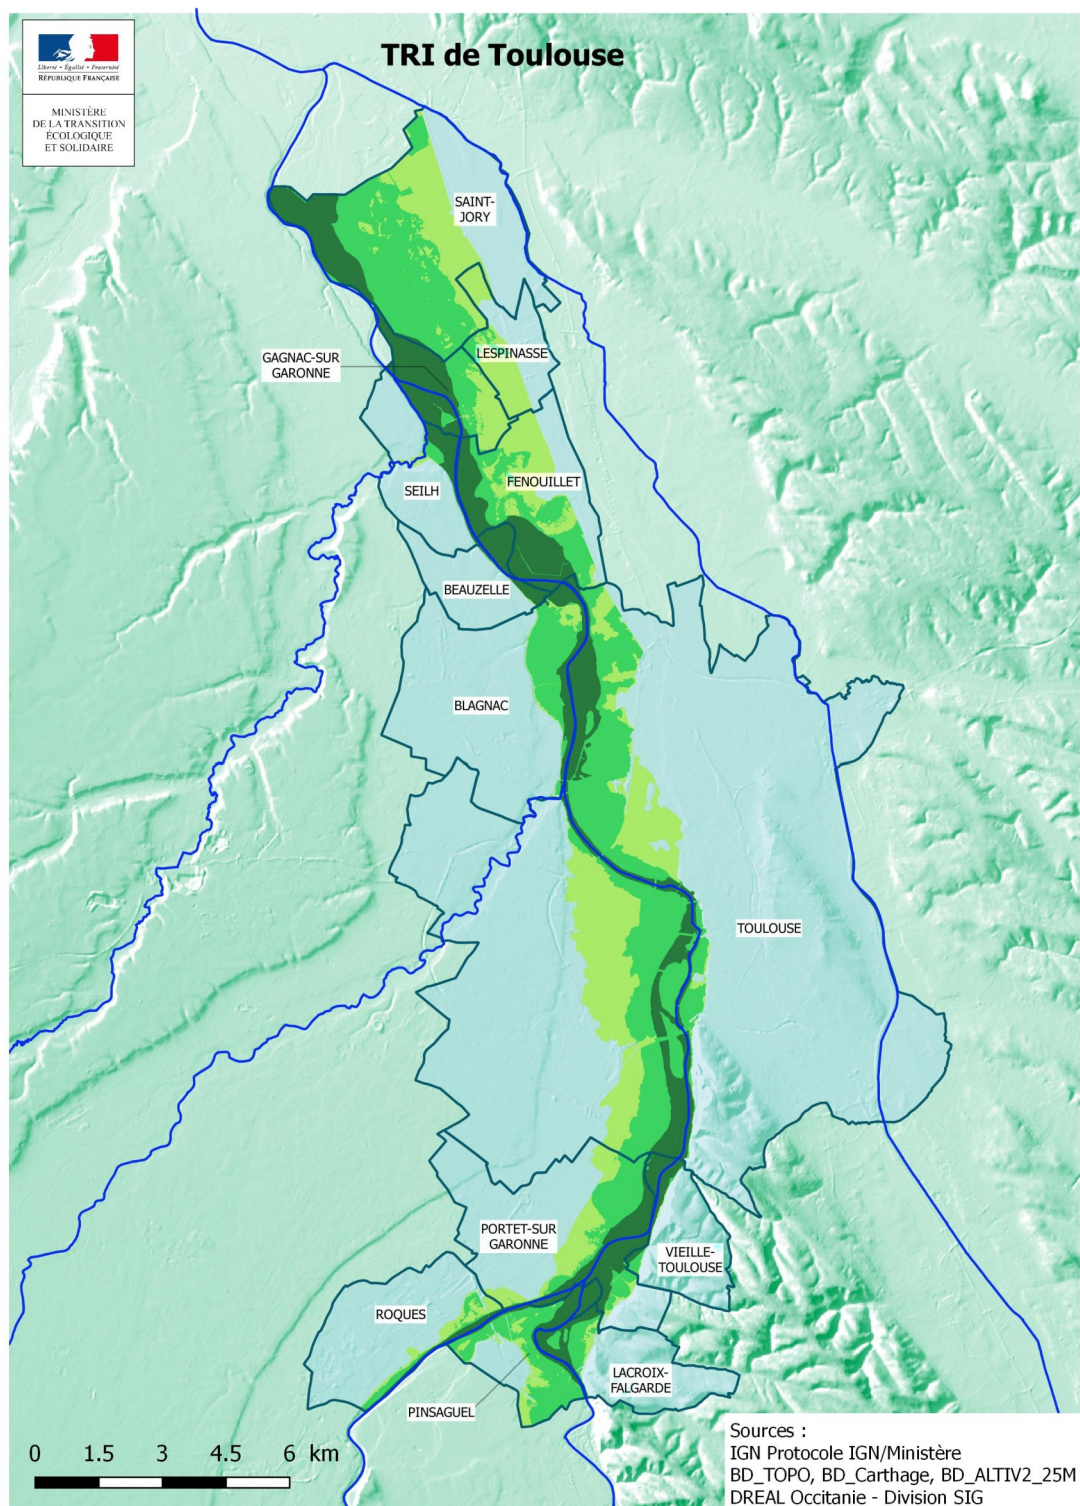 TRI de Toulouse
Liberté • Égalité • Fraternité
RÉPUBLIQUE FRANÇAISE
MINISTÈRE
DE LA TRANSITION
ÉCOLOGIQUE
ET SOLIDAIRE
SAINT-
JORY
LESPINASSE
GAGNAC-SUR
GARONNE
FENOUILLET
SEILH
BEAUZELLE
BLAGNAC
TOULOUSE
PORTET-SUR
GARONNE
VIEILLE-
TOULOUSE
ROQUES
LACROIX-
FALGARDE
PINSAGUEL
0 1.5 3 4.5 6 km
Sources :
IGN Protocole IGN/Ministère
BD_TOPO, BD_Carthage, BD_ALTIV2_25M
DREAL Occitanie - Division SIG